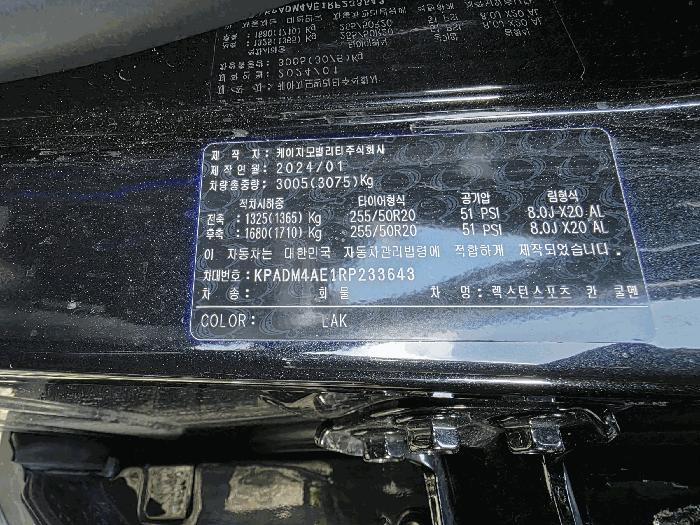 제 작 자 : 케이지모빌리티주식회사
제작연월: 2024/01
차량총중량: 3005(3075)Kg
적차시하중 타이어형식 공기압 림형식
전축 : 1325(1365) Kg 255/50R20 51 PSI 8.0J X20 AL
후축 : 1680(1710) Kg 255/50R20 51 PSI 8.0J X20 AL
이 자동차는 대한민국 자동차관리법령에 적합하게 제작되었습니다.
차대번호: KPADM4AE1RP233643
차 종: 화 물 차 명: 렉스턴스포츠 칸 쿨멘
COLOR: LAK